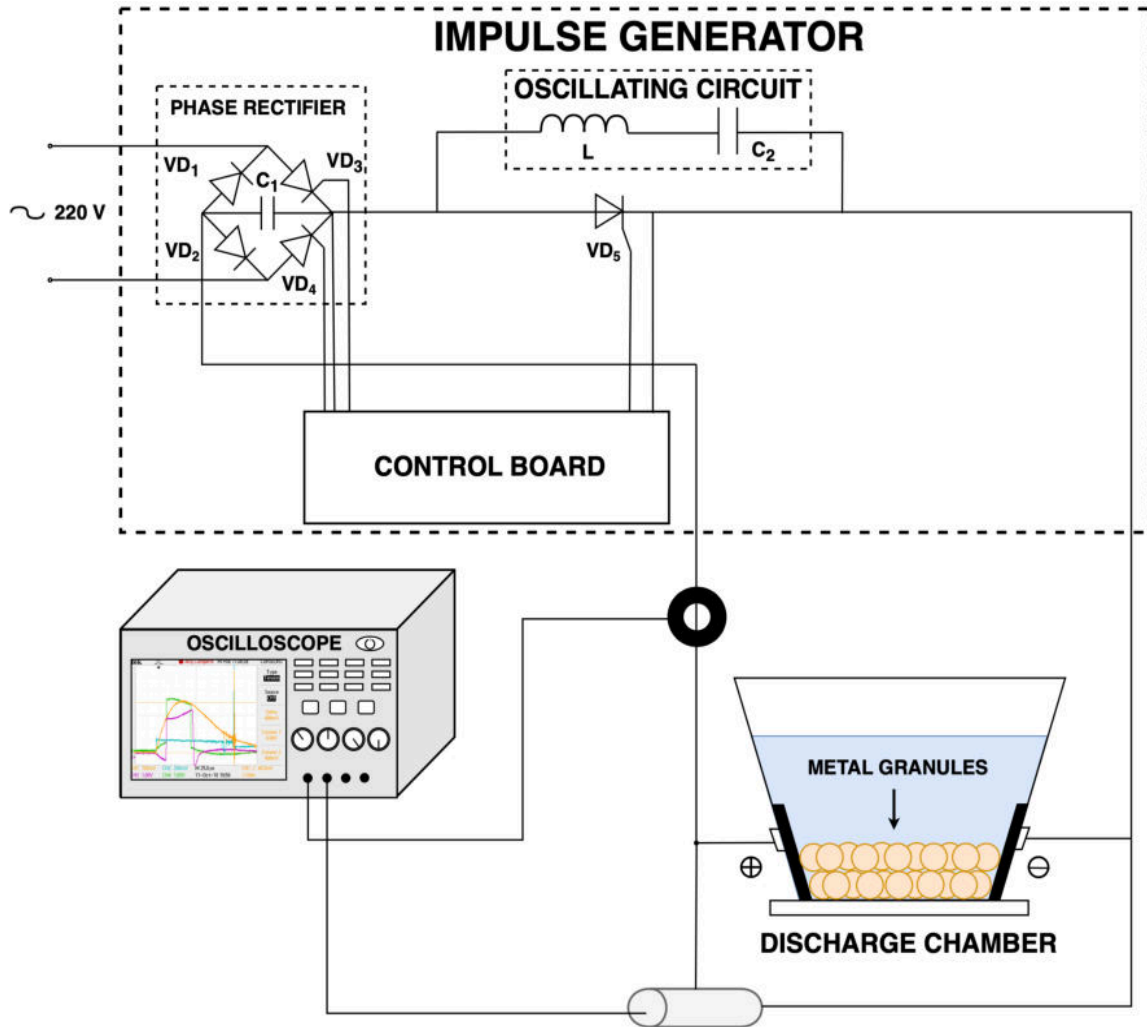 IMPULSE GENERATOR
OSCILLATING CIRCUIT
PHASE RECTIFIER
L
C₂
VD₁
C₁
VD₃
~ 220 V
VD₂
VD₄
VD₅
CONTROL BOARD
OSCILLOSCOPE
METAL GRANULES
⊕
⊖
DISCHARGE CHAMBER